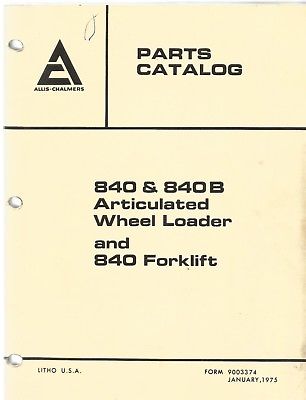 ALLIS-CHALMERS
PARTS
CATALOG
840 & 840B
Articulated
Wheel Loader
and
840 Forklift
LITHO U.S.A.
FORM 9003374
JANUARY, 1975